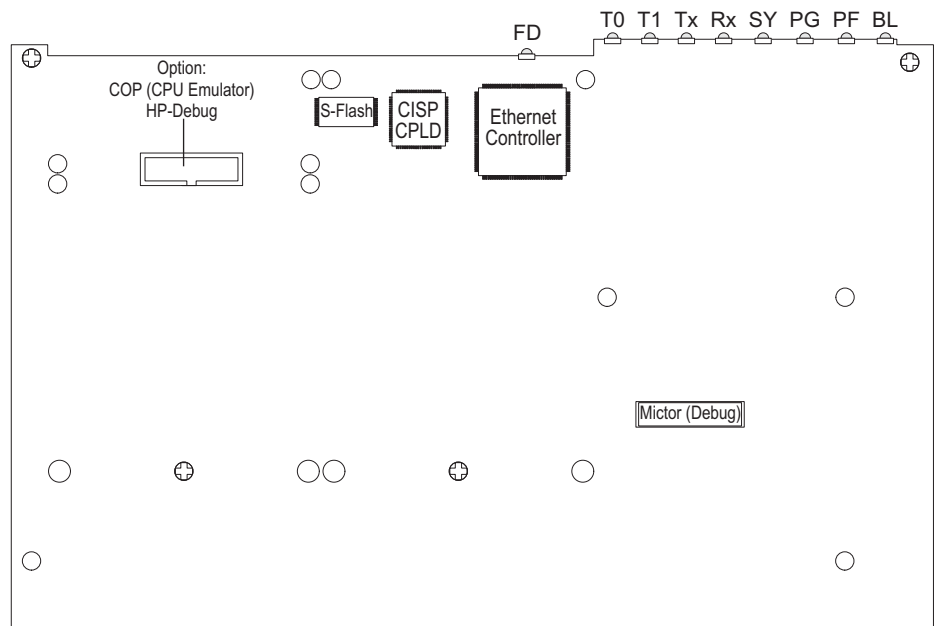 FD
T0 T1 Tx Rx SY PG PF BL
Option:
COP (CPU Emulator)
HP-Debug
S-Flash
CISP
CPLD
Ethernet
Controller
Mictor (Debug)